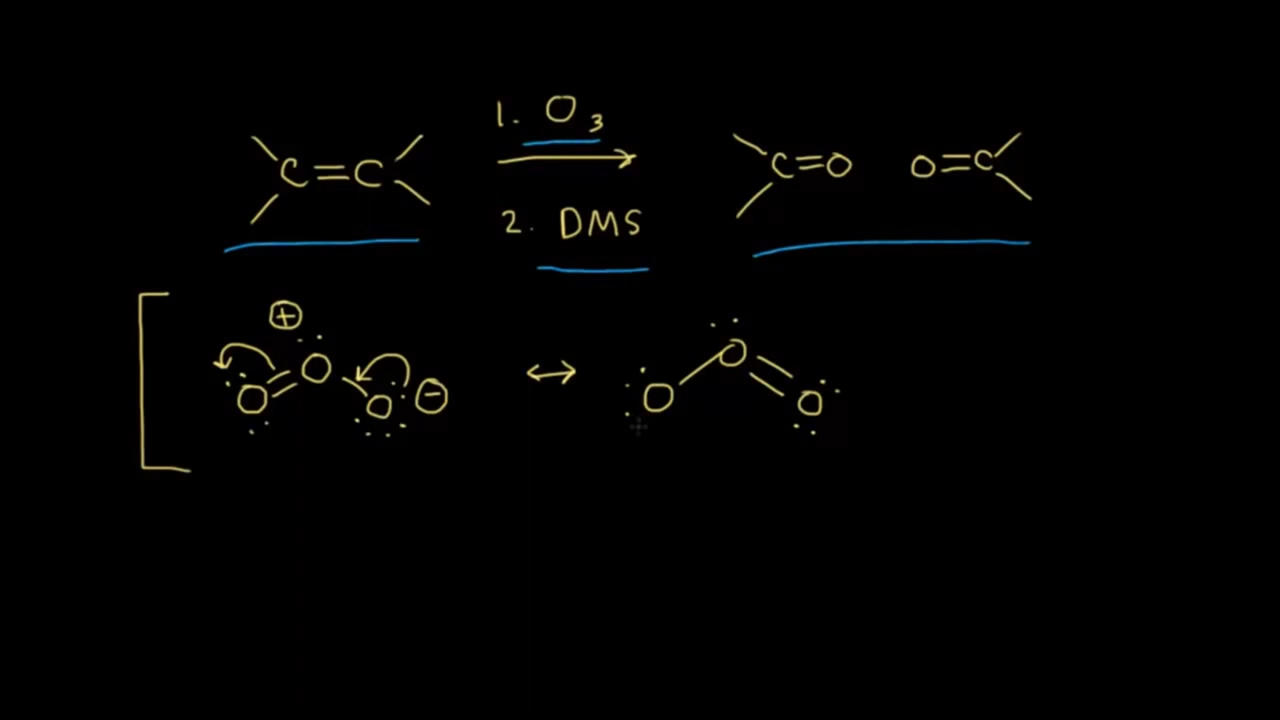 1. O₃
C=C → C=O O=C
2. DMS
⊕
O=O-O ⊖ ↔ O-O=O